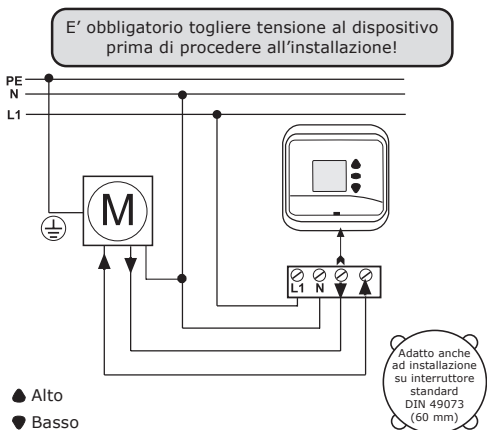 E’ obbligatorio togliere tensione al dispositivo
prima di procedere all’installazione!
PE
N
L1
M
L1 N
Adatto anche
ad installazione
su interruttore
standard
DIN 49073
(60 mm)
Alto
Basso